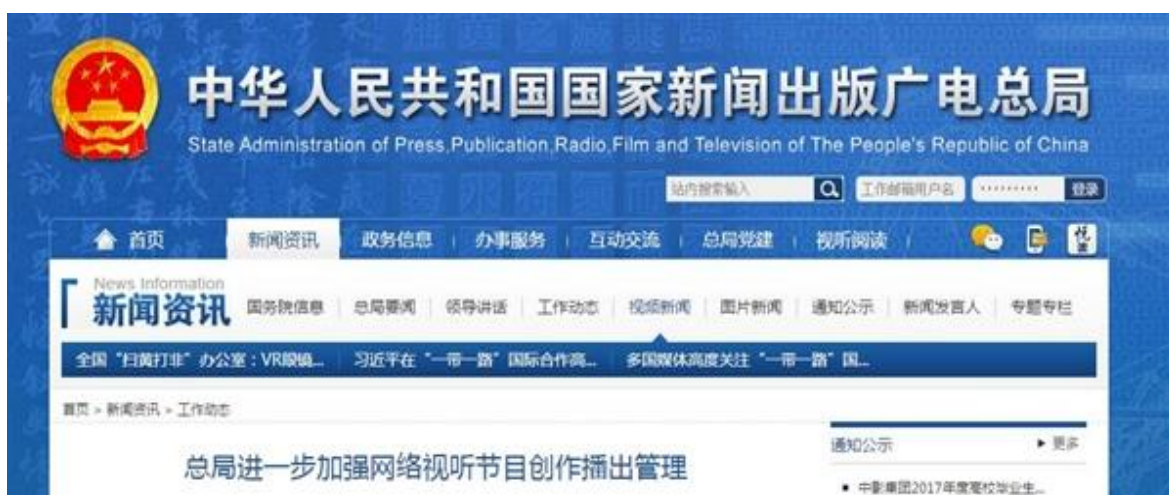 中华人民共和国国家新闻出版广电总局
State Administration of Press,Publication,Radio,Film and Television of The People's Republic of China
站内搜索输入 工作邮箱用户名 ········· 登录
首页 新闻资讯 政务信息 办事服务 互动交流 总局党建 视听阅读
News Information
新闻资讯 国务院信息 总局要闻 领导讲话 工作动态 视频新闻 图片新闻 通知公示 新闻发言人 专题专栏
全国“扫黄打非”办公室:VR眼镜... 习近平在“一带一路”国际合作高... 多国媒体高度关注“一带一路”国...
首页 » 新闻资讯 » 工作动态
总局进一步加强网络视听节目创作播出管理
通知公示 ▶ 更多
▪ 中影集团2017年度高校毕业生...